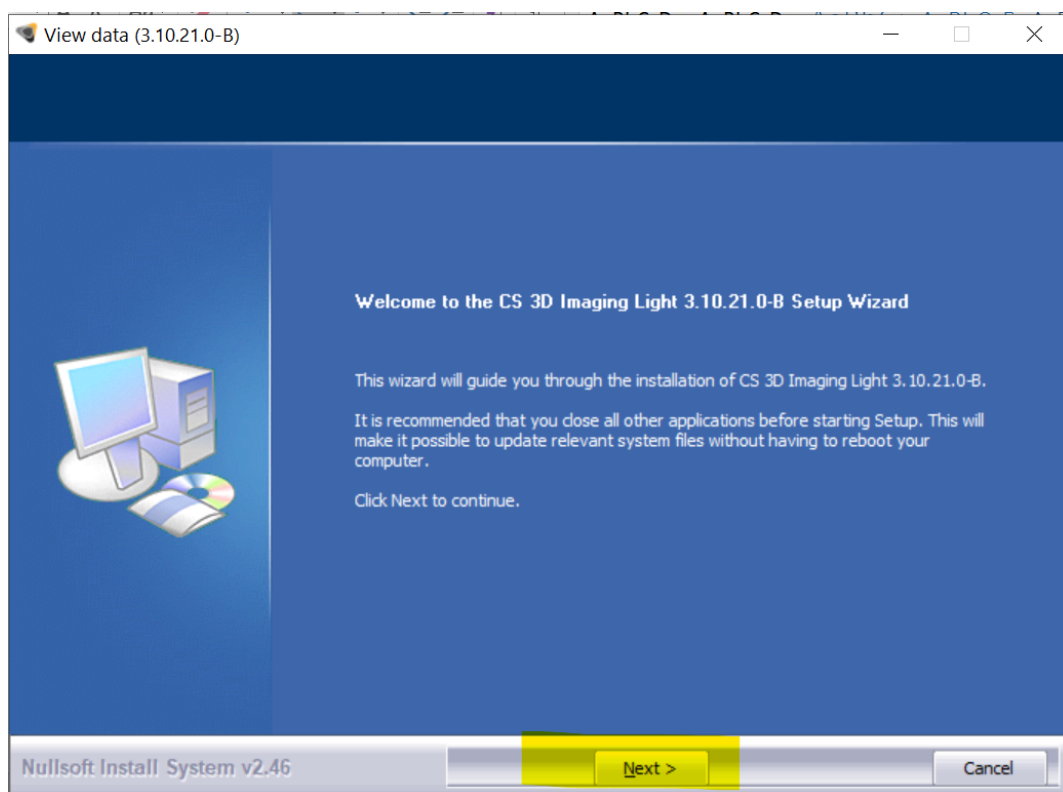 View data (3.10.21.0-B)
Welcome to the CS 3D Imaging Light 3.10.21.0-B Setup Wizard
This wizard will guide you through the installation of CS 3D Imaging Light 3.10.21.0-B.
It is recommended that you close all other applications before starting Setup. This will
make it possible to update relevant system files without having to reboot your
computer.
Click Next to continue.
Nullsoft Install System v2.46
Next >
Cancel